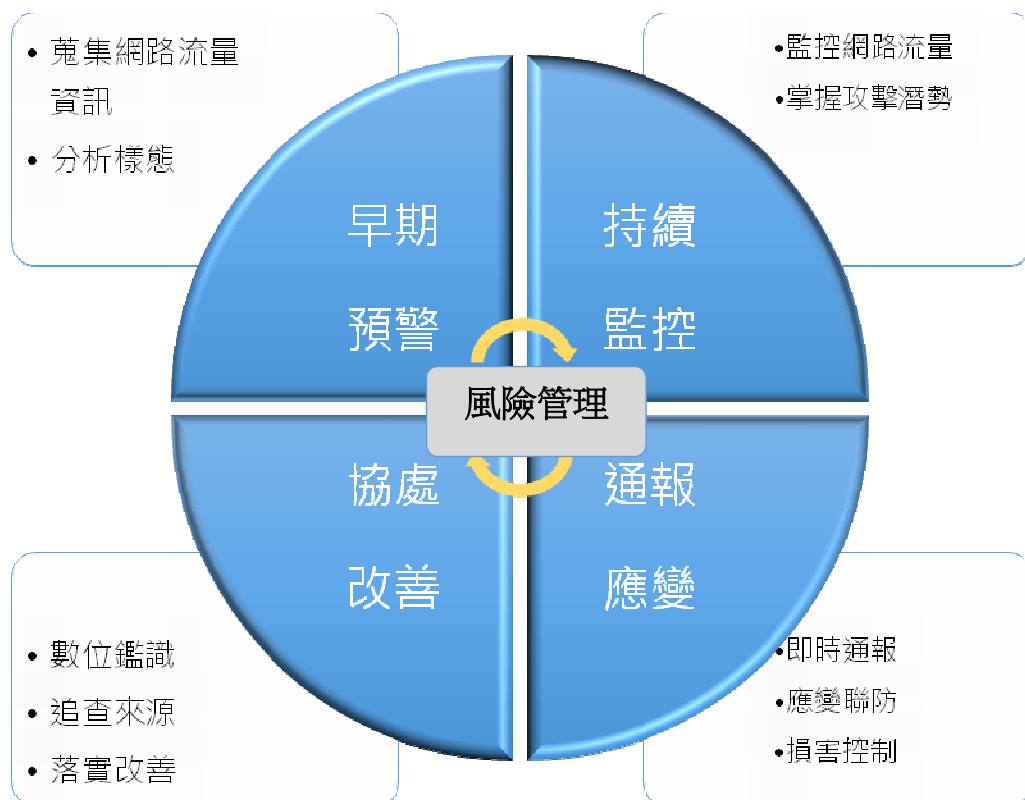 • 蒐集網路流量
資訊
• 分析樣態
•監控網路流量
•掌握攻擊潛勢
早期
預警
持續
監控
風險管理
協處
改善
通報
應變
• 數位鑑識
• 追查來源
• 落實改善
•即時通報
•應變聯防
•損害控制